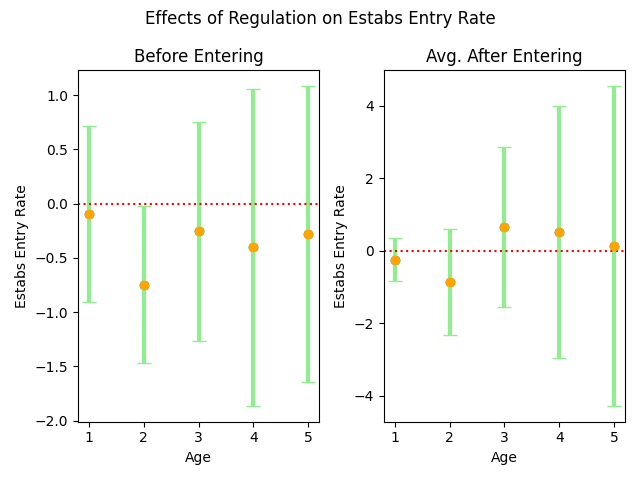 Effects of Regulation on Estabs Entry Rate
Before Entering
Estabs Entry Rate
1.0
0.5
0.0
−0.5
−1.0
−1.5
−2.0
1 2 3 4 5
Age
Avg. After Entering
Estabs Entry Rate
4
2
0
−2
−4
1 2 3 4 5
Age